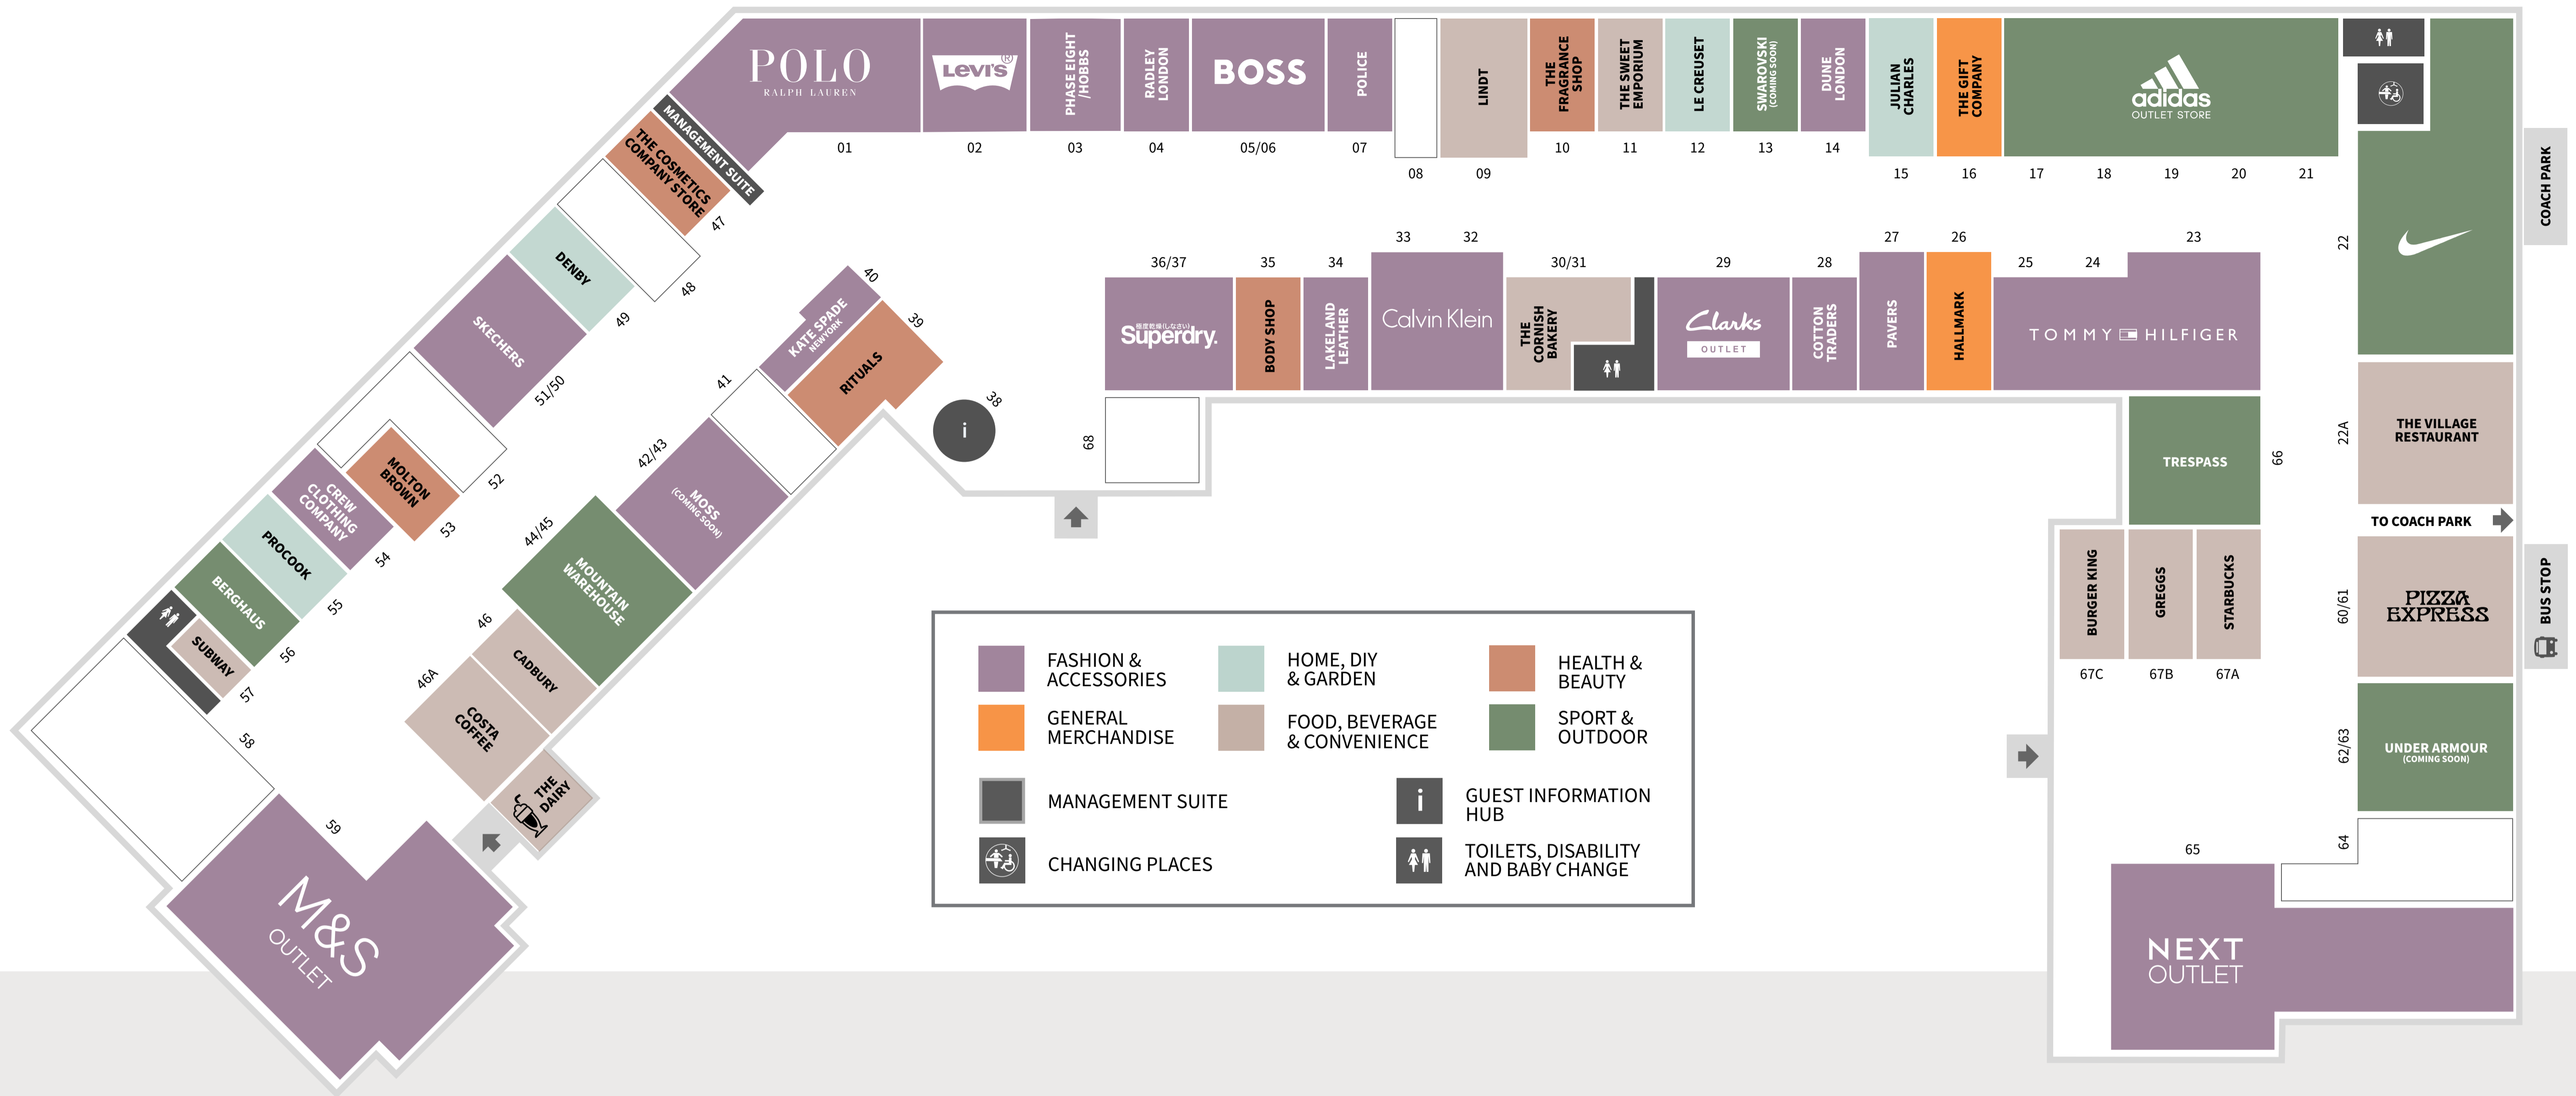 POLO
RALPH LAUREN
01
LEVI'S®
02
PHASE EIGHT
/HOBBS
03
RADLEY
LONDON
04
BOSS
05/06
POLICE
07
08
LINDT
09
THE
FRAGRANCE
SHOP
10
THE SWEET
EMPORIUM
11
LE CREUSET
12
SWAROVSKI
(COMING SOON)
13
DUNE
LONDON
14
JULIAN
CHARLES
15
THE GIFT
COMPANY
16
adidas
OUTLET STORE
17
18
19
20
21
22
COACH PARK
MANAGEMENT SUITE
THE COSMETICS
COMPANY STORE
47
48
DENBY
49
SKECHERS
51/50
52
MOLTON
BROWN
53
CREW
CLOTHING
COMPANY
54
PROCOOK
55
BERGHAUS
56
SUBWAY
57
58
59
M&S
OUTLET
40
KATE SPADE
NEWYORK
39
RITUALS
41
42/43
MOSS
(COMING SOON)
44/45
MOUNTAIN
WAREHOUSE
46
CADBURY
46A
COSTA
COFFEE
THE
DAIRY
38
i
36/37
極度乾燥(しなさい)
Superdry.
35
BODY SHOP
34
LAKELAND
LEATHER
33
32
Calvin Klein
30/31
THE
CORNISH
BAKERY
29
Clarks
OUTLET
28
COTTON
TRADERS
27
PAVERS
26
HALLMARK
25
24
23
TOMMY HILFIGER
68
TRESPASS
66
22A
THE VILLAGE
RESTAURANT
TO COACH PARK
BURGER KING
67C
GREGGS
67B
STARBUCKS
67A
60/61
PIZZA
EXPRESS
BUS STOP
62/63
UNDER ARMOUR
(COMING SOON)
64
65
NEXT
OUTLET
FASHION &
ACCESSORIES
HOME, DIY
& GARDEN
HEALTH &
BEAUTY
GENERAL
MERCHANDISE
FOOD, BEVERAGE
& CONVENIENCE
SPORT &
OUTDOOR
MANAGEMENT SUITE
i
GUEST INFORMATION
HUB
CHANGING PLACES
TOILETS, DISABILITY
AND BABY CHANGE